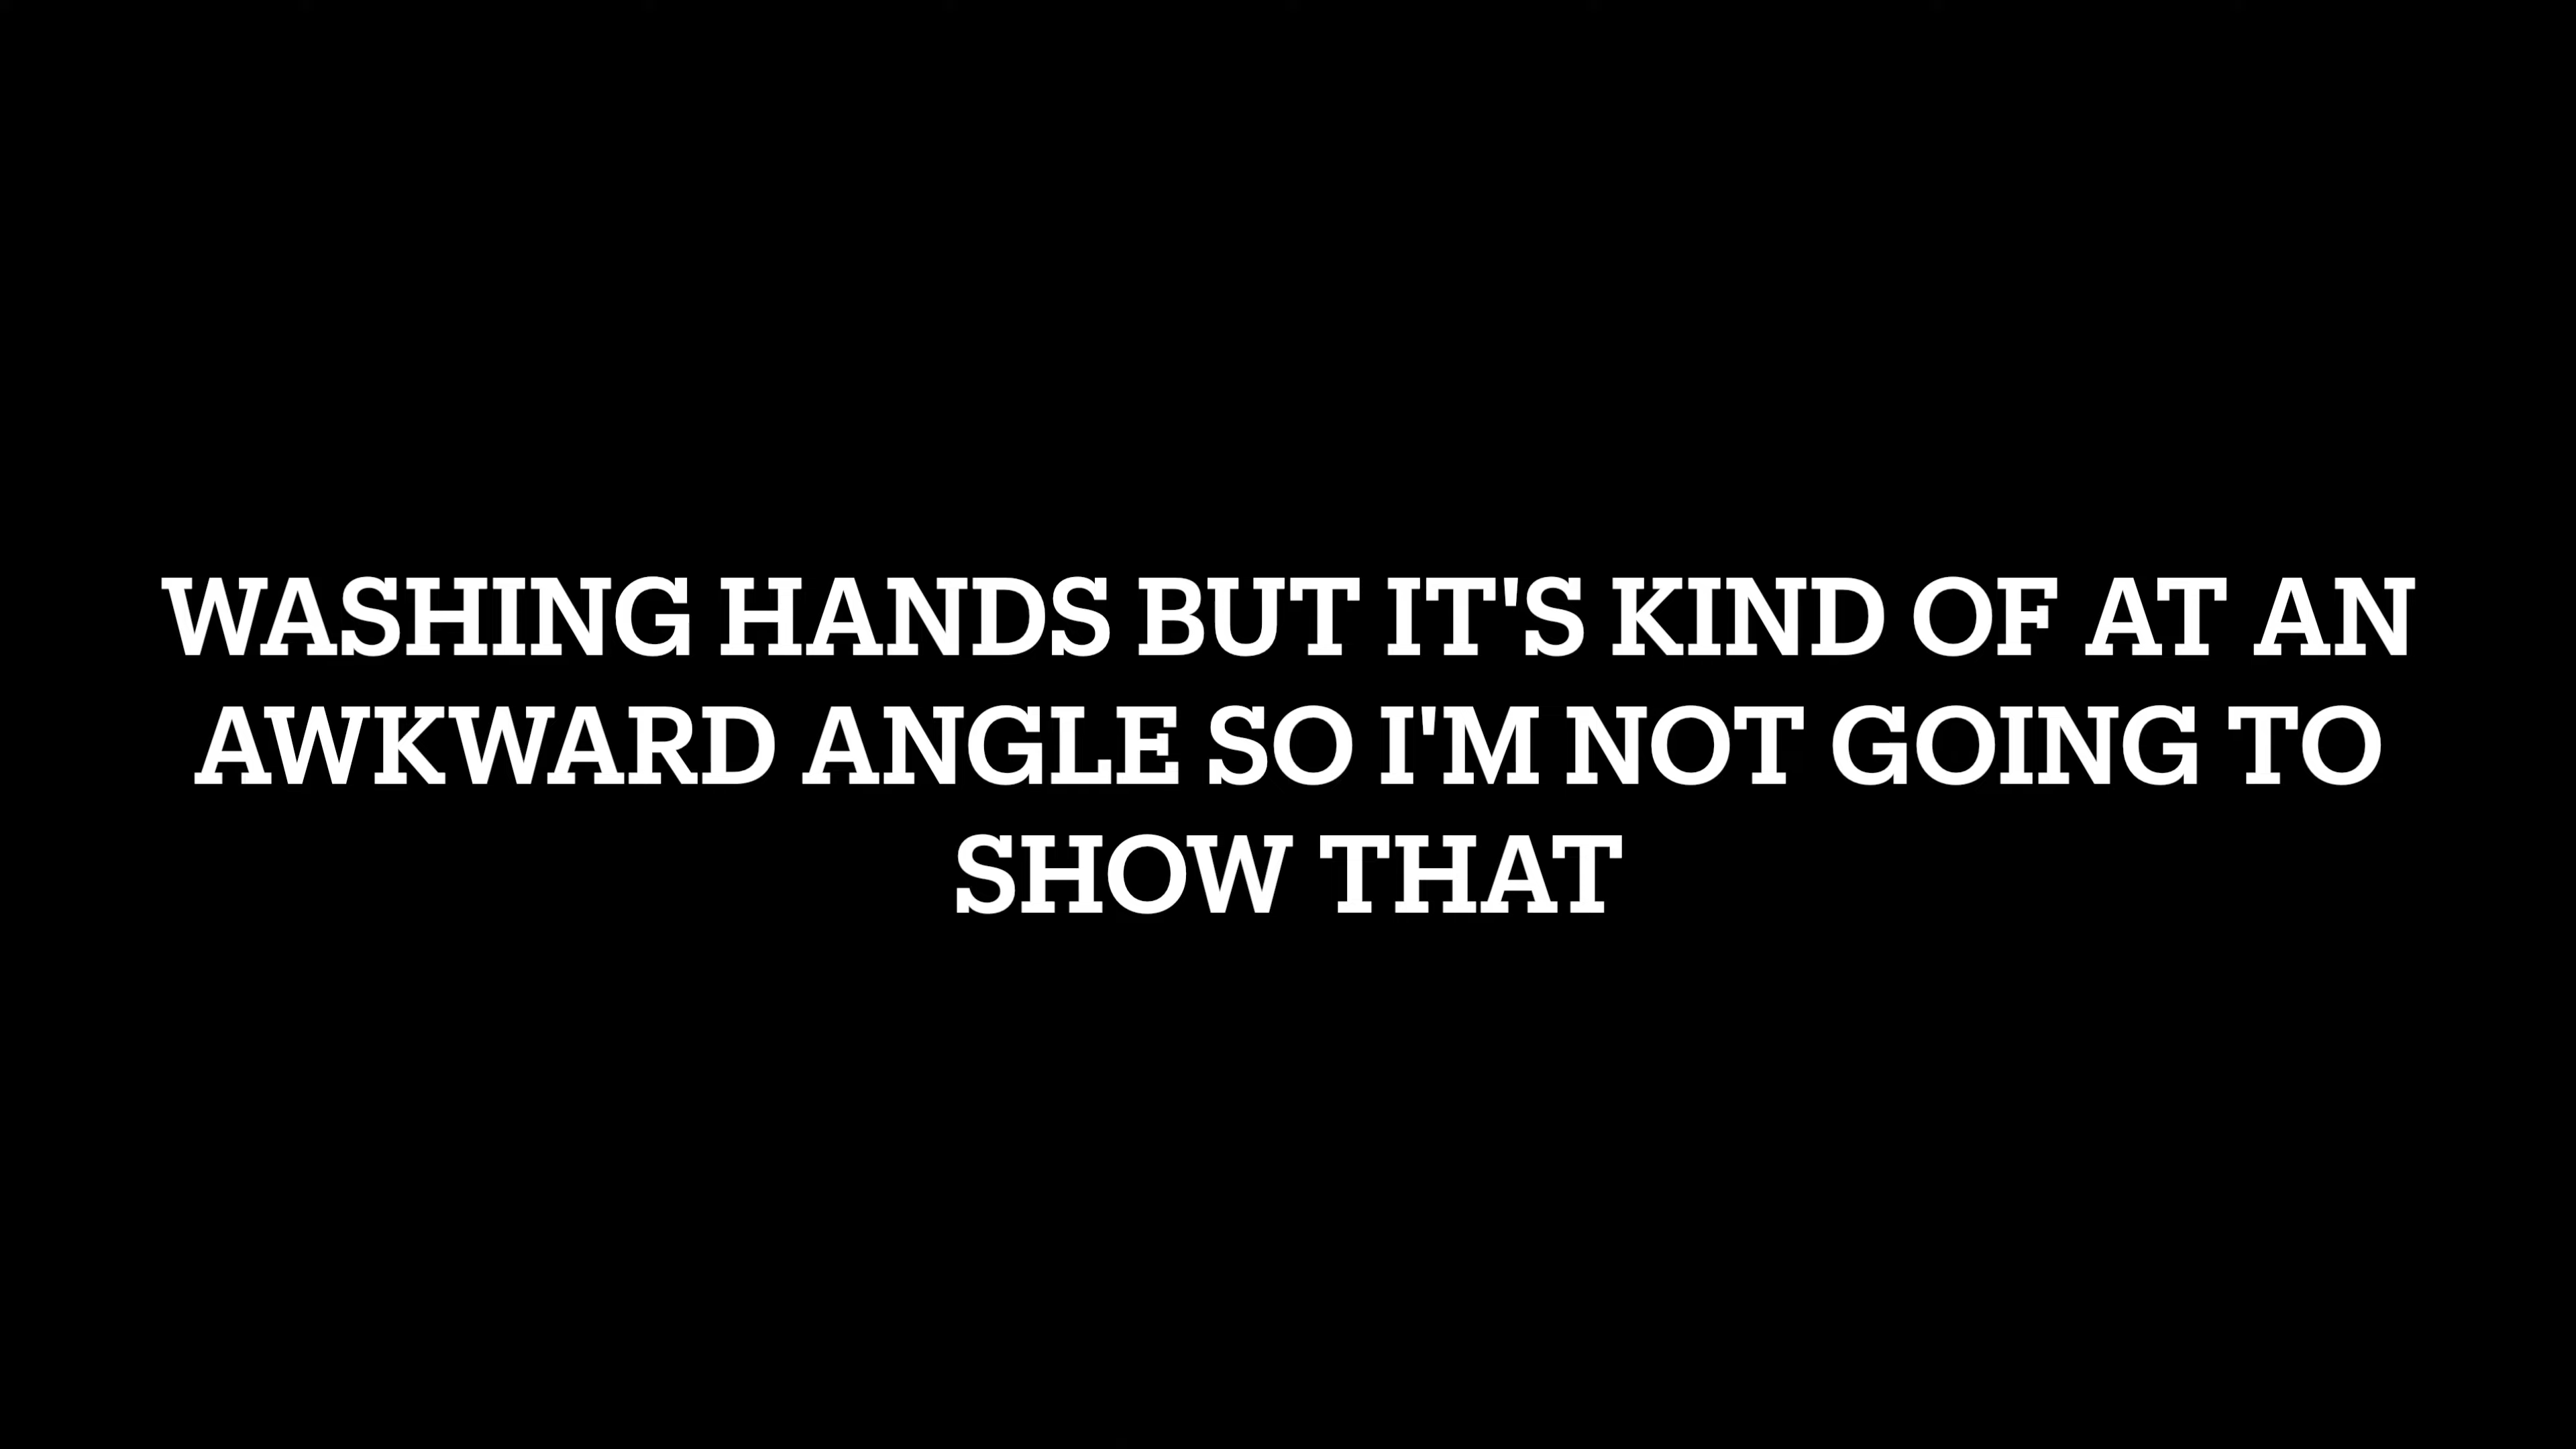 WASHING HANDS BUT IT'S KIND OF AT AN
AWKWARD ANGLE SO I'M NOT GOING TO
SHOW THAT